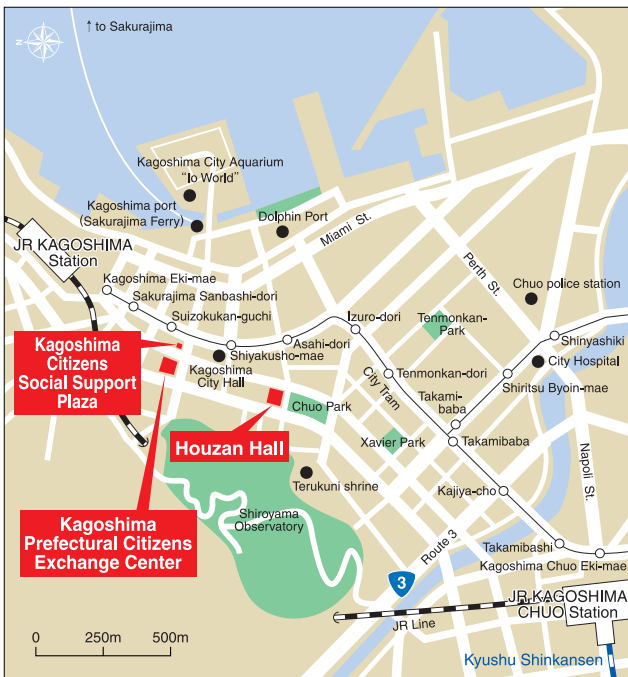 ↑ to Sakurajima
N
Kagoshima City Aquarium
“Io World”
Kagoshima port
(Sakurajima Ferry)
Dolphin Port
Miami St.
JR KAGOSHIMA
Station
Perth St.
Kagoshima Eki-mae
Sakurajima Sanbashi-dori
Suizokukan-guchi
Chuo police station
Izuro-dori
Tenmonkan-
Park
Asahi-dori
Shinyashiki
Kagoshima
Citizens
Social Support
Plaza
Shiyakusho-mae
Kagoshima
City Hall
City Hospital
City Tram
Tenmonkan-dori
Shiritsu Byoin-mae
Takami-
baba
Chuo Park
Houzan Hall
Xavier Park
Takamibaba
Napoli St.
Terukuni shrine
Kajiya-cho
Shiroyama
Observatory
Kagoshima
Prefectural Citizens
Exchange Center
Route 3
Takamibashi
Kagoshima Chuo Eki-mae
3
JR KAGOSHIMA
CHUO Station
JR Line
0 250m 500m
Kyushu Shinkansen